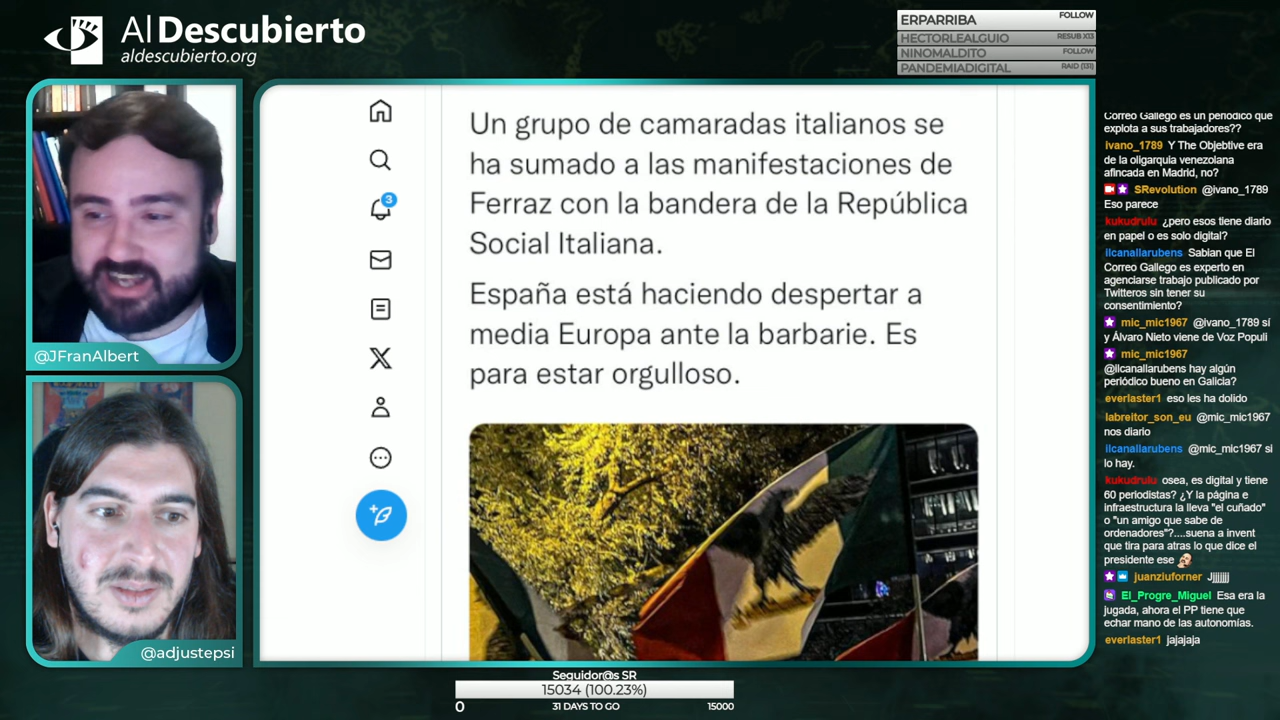 Al Descubierto
aldescubierto.org
ERPARRIBA FOLLOW
HECTORLEALGUIO RESUB X13
NINOMALDITO FOLLOW
PANDEMIADIGITAL RAID (131)
@JFranAlbert
@adjustepsi
3
Un grupo de camaradas italianos se
ha sumado a las manifestaciones de
Ferraz con la bandera de la República
Social Italiana.
España está haciendo despertar a
media Europa ante la barbarie. Es
para estar orgulloso.
Correo Gallego es un periodico que
explota a sus trabajadores??
ivano_1789 Y The Objebtive era
de la oligarquia venezolana
afincada en Madrid, no?
SRevolution @ivano_1789
Eso parece
kukudrulu ¿pero esos tiene diario
en papel o es solo digital?
ilcanallarubens Sabian que El
Correo Gallego es experto en
agenciarse trabajo publicado por
Twitteros sin tener su
consentimiento?
mic_mic1967 @ivano_1789 sí
y Álvaro Nieto viene de Voz Populi
mic_mic1967
@ilcanallarubens hay algún
periódico bueno en Galicia?
everlaster1 eso les ha dolido
labreitor_son_eu @mic_mic1967
nos diario
ilcanallarubens @mic_mic1967 si
lo hay.
kukudrulu osea, es digital y tiene
60 periodistas? ¿Y la página e
infraestructura la lleva "el cuñado"
o "un amigo que sabe de
ordenadores"?....suena a invent
que tira para atras lo que dice el
presidente ese
juanziuforner Jjjjjjjj
El_Progre_Miguel Esa era la
jugada, ahora el PP tiene que
echar mano de las autonomías.
everlaster1 jajajaja
Seguidor@s SR
15034 (100.23%)
0 31 DAYS TO GO 15000